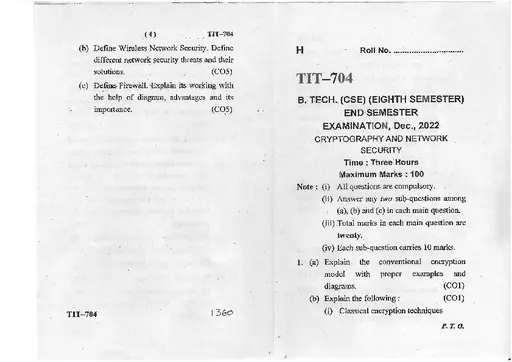 ( 4 ) TIT–704
(b) Define Wireless Network Security. Define
different network security threats and their
solutions. (CO5)
(c) Define Firewall. Explain its working with
the help of diagram, advantages and its
importance. (CO5)
TIT–704 1360
H Roll No. ..............................
TIT–704
B. TECH. (CSE) (EIGHTH SEMESTER)
END SEMESTER
EXAMINATION, Dec., 2022
CRYPTOGRAPHY AND NETWORK
SECURITY
Time : Three Hours
Maximum Marks : 100
Note : (i) All questions are compulsory.
(ii) Answer any two sub-questions among
(a), (b) and (c) in each main question.
(iii) Total marks in each main question are
twenty.
(iv) Each sub-question carries 10 marks.
1. (a) Explain the conventional encryption
model with proper examples and
diagrams. (CO1)
(b) Explain the following : (CO1)
(i) Classical encryption techniques
P. T. O.